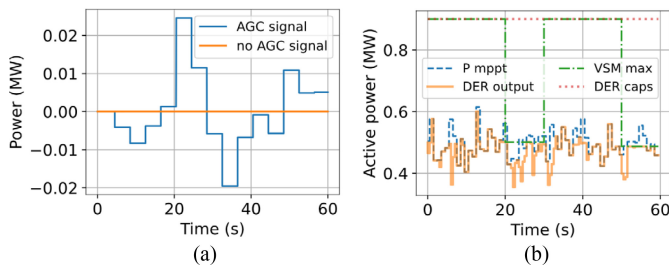 AGC signal
no AGC signal
Power (MW)
0.02
0.01
0.00
−0.01
−0.02
0
20
40
60
Time (s)
(a)
P mppt
DER output
VSM max
DER caps
Active power (MW)
0.8
0.6
0.4
0
20
40
60
Time (s)
(b)